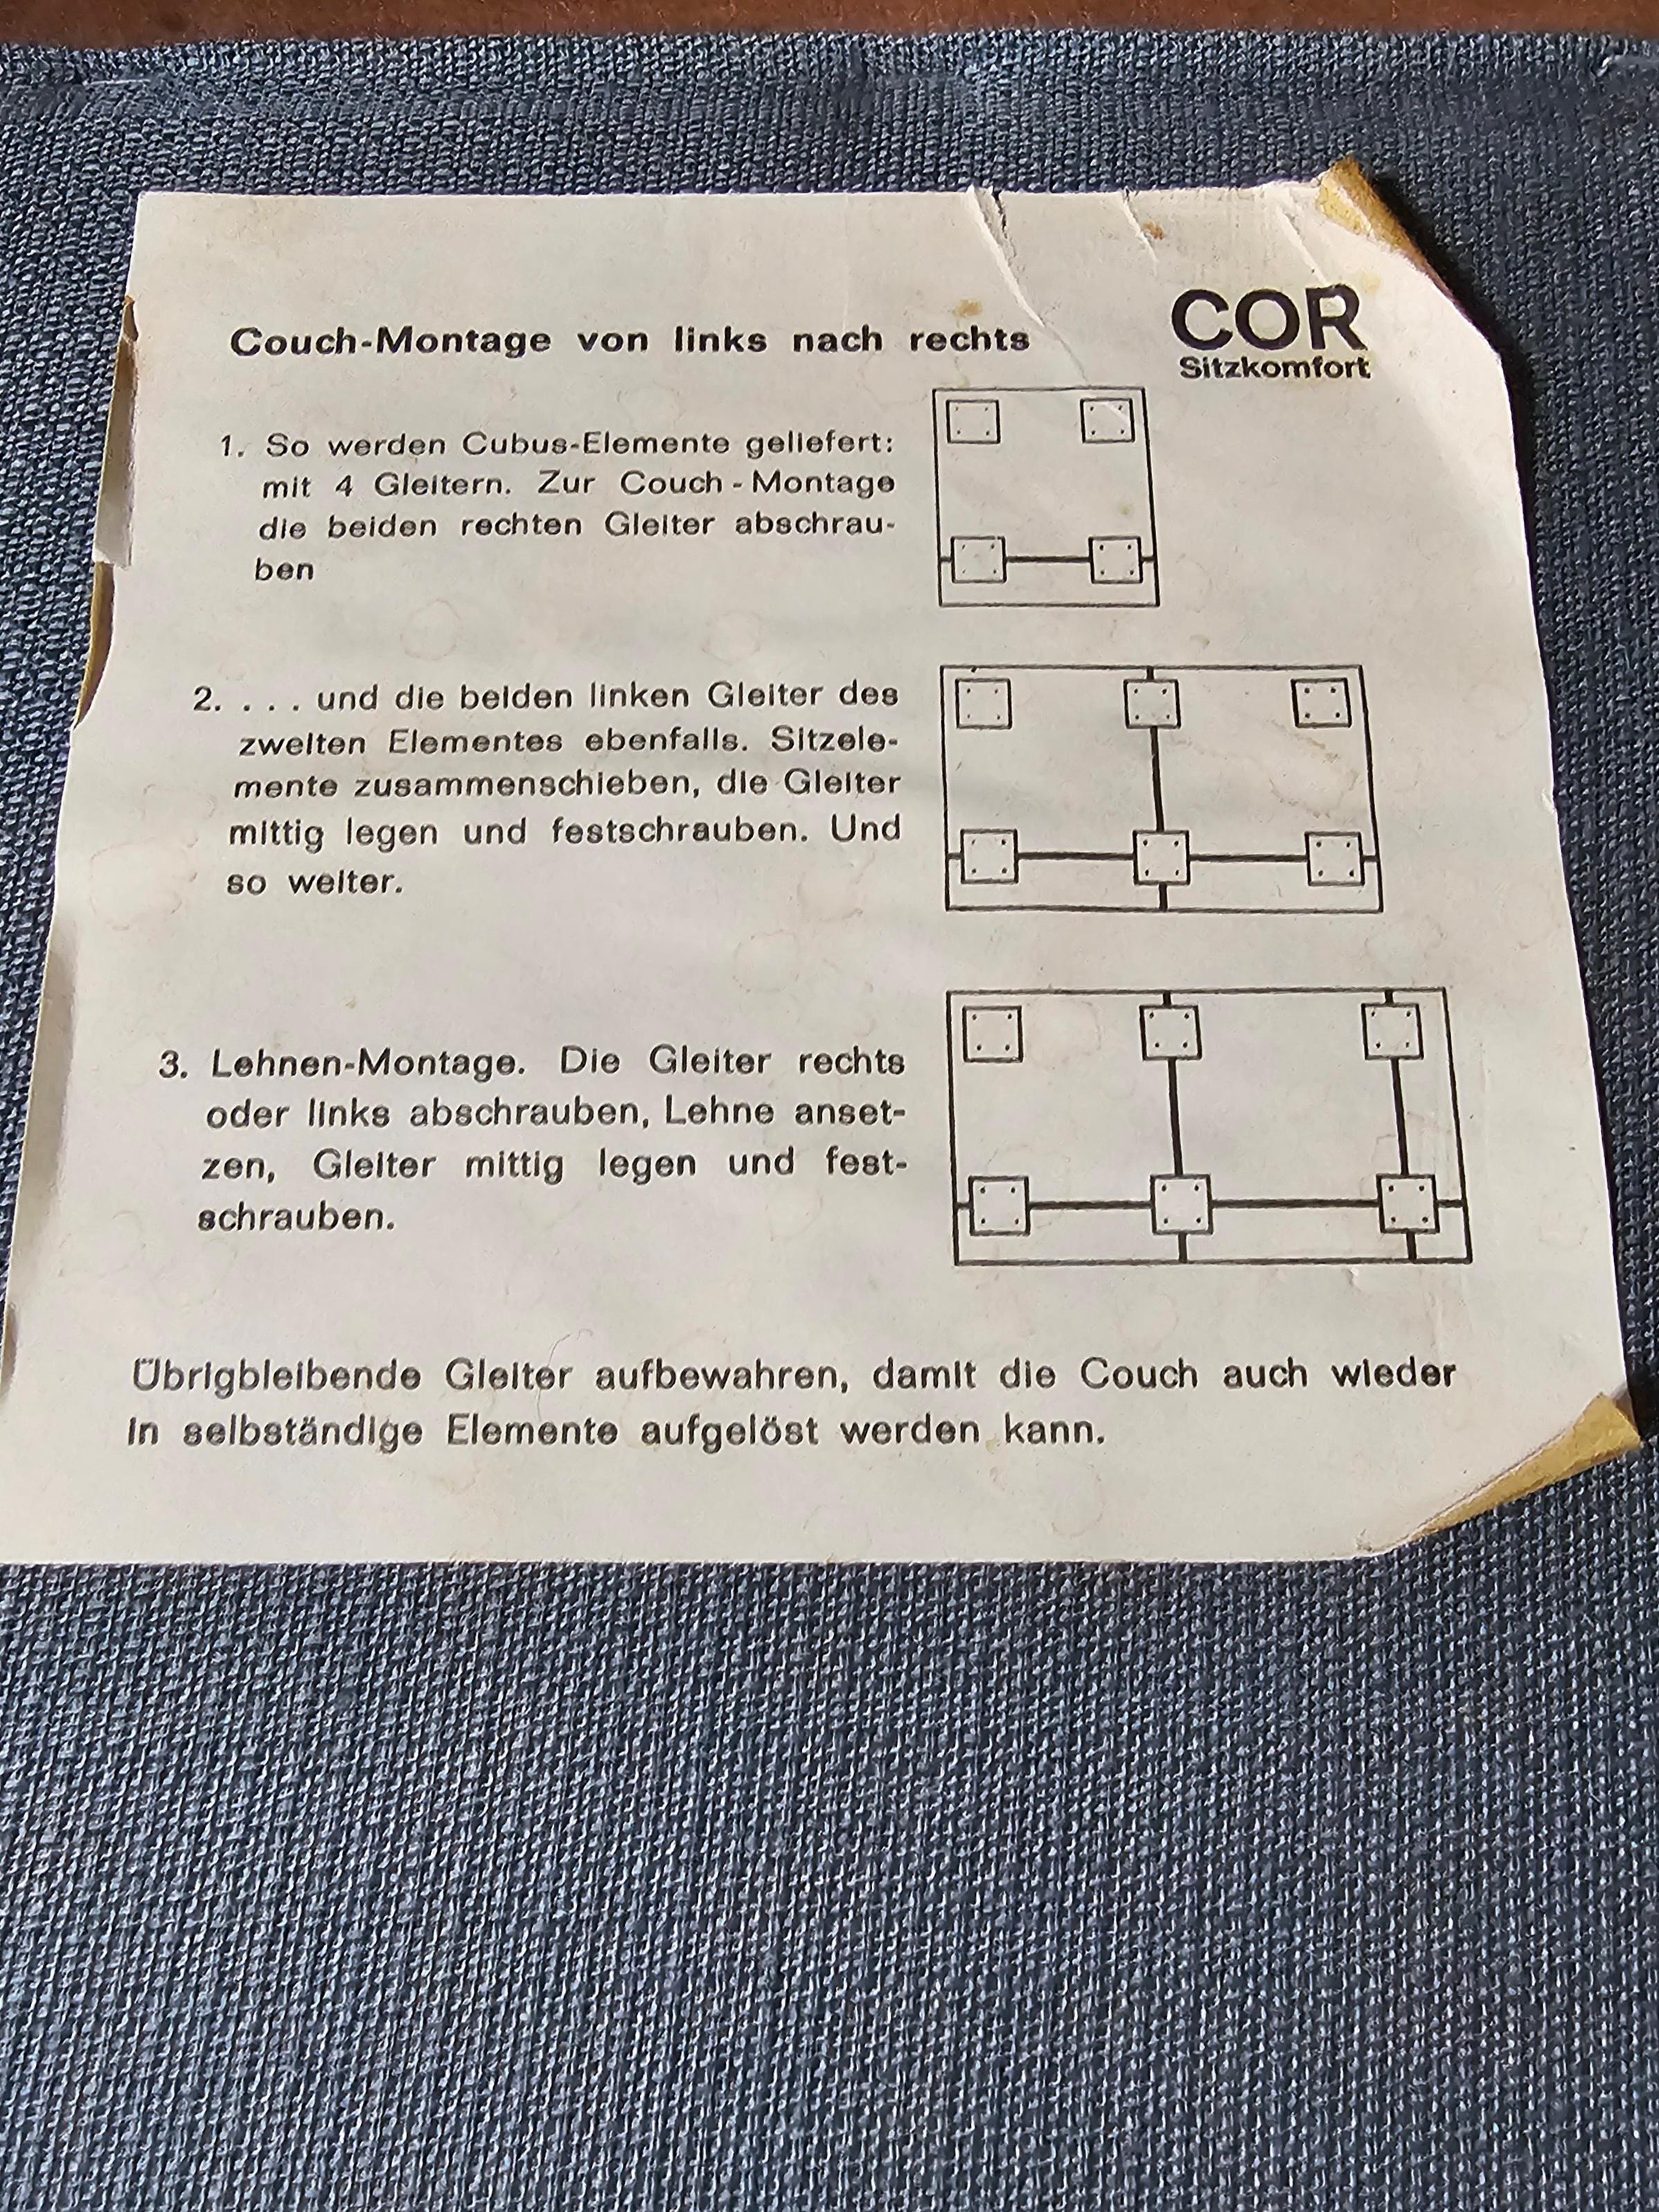 Couch-Montage von links nach rechts
COR
Sitzkomfort
1. So werden Cubus-Elemente geliefert:
mit 4 Gleitern. Zur Couch - Montage
die beiden rechten Gleiter abschrau-
ben
2. . . . und die beiden linken Gleiter des
zweiten Elementes ebenfalls. Sitzele-
mente zusammenschieben, die Gleiter
mittig legen und festschrauben. Und
so weiter.
3. Lehnen-Montage. Die Gleiter rechts
oder links abschrauben, Lehne anset-
zen, Gleiter mittig legen und fest-
schrauben.
Übrigbleibende Gleiter aufbewahren, damit die Couch auch wieder
in selbständige Elemente aufgelöst werden kann.